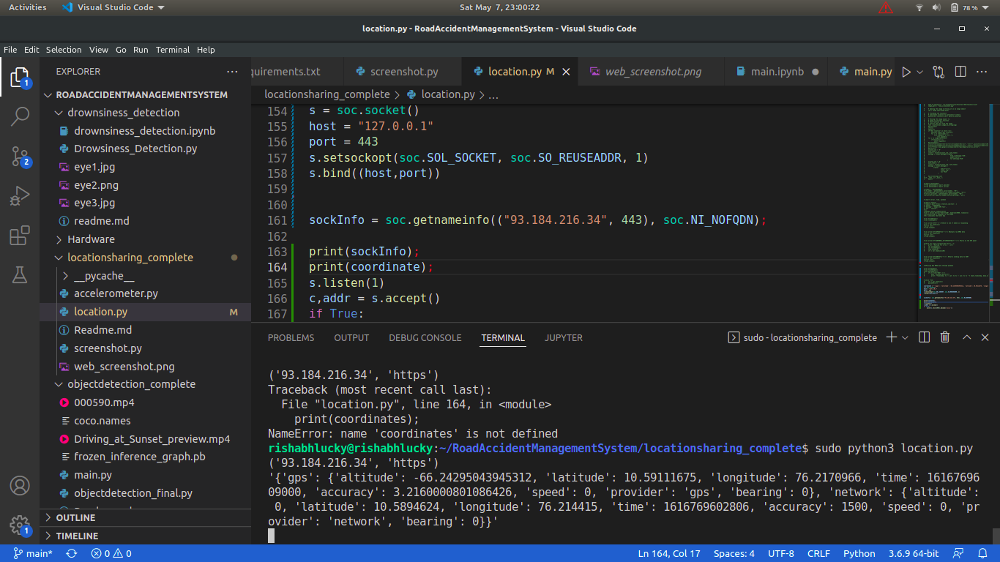 Activities Visual Studio Code Sat May 7, 23:00:22 78 %
location.py - RoadAccidentManagementSystem - Visual Studio Code
File Edit Selection View Go Run Terminal Help
EXPLORER
ROADACCIDENTMANAGEMENTSYSTEM
drownsiness_detection
drownsiness_detection.ipynb
Drowsiness_Detection.py
eye1.jpg
eye2.png
eye3.jpg
readme.md
Hardware
locationsharing_complete
__pycache__
accelerometer.py
location.py M
Readme.md
screenshot.py
web_screenshot.png
objectdetection_complete
000590.mp4
coco.names
Driving_at_Sunset_preview.mp4
frozen_inference_graph.pb
main.py
objectdetection_final.py
OUTLINE
TIMELINE
1
2
1
quirements.txt screenshot.py location.py M web_screenshot.png main.ipynb main.py
locationsharing_complete > location.py > ...
154 s = soc.socket()
155 host = "127.0.0.1"
156 port = 443
157 s.setsockopt(soc.SOL_SOCKET, soc.SO_REUSEADDR, 1)
158 s.bind((host,port))
159
160
161 sockInfo = soc.getnameinfo(("93.184.216.34", 443), soc.NI_NOFQDN);
162
163 print(sockInfo);
164 print(coordinate);
165 s.listen(1)
166 c,addr = s.accept()
167 if True:
PROBLEMS OUTPUT DEBUG CONSOLE TERMINAL JUPYTER sudo - locationsharing_complete
('93.184.216.34', 'https')
Traceback (most recent call last):
File "location.py", line 164, in <module>
print(coordinates);
NameError: name 'coordinates' is not defined
rishabhlucky@rishabhlucky:~/RoadAccidentManagementSystem/locationsharing_complete$ sudo python3 location.py
('93.184.216.34', 'https')
'{'gps': {'altitude': -66.24295043945312, 'latitude': 10.59111675, 'longitude': 76.2170966, 'time': 16167696
09000, 'accuracy': 3.2160000801086426, 'speed': 0, 'provider': 'gps', 'bearing': 0}, 'network': {'altitude':
0, 'latitude': 10.5894624, 'longitude': 76.214415, 'time': 1616769602806, 'accuracy': 1500, 'speed': 0, 'pr
ovider': 'network', 'bearing': 0}}'
main* 0 0 Ln 164, Col 17 Spaces: 4 UTF-8 CRLF Python 3.6.9 64-bit